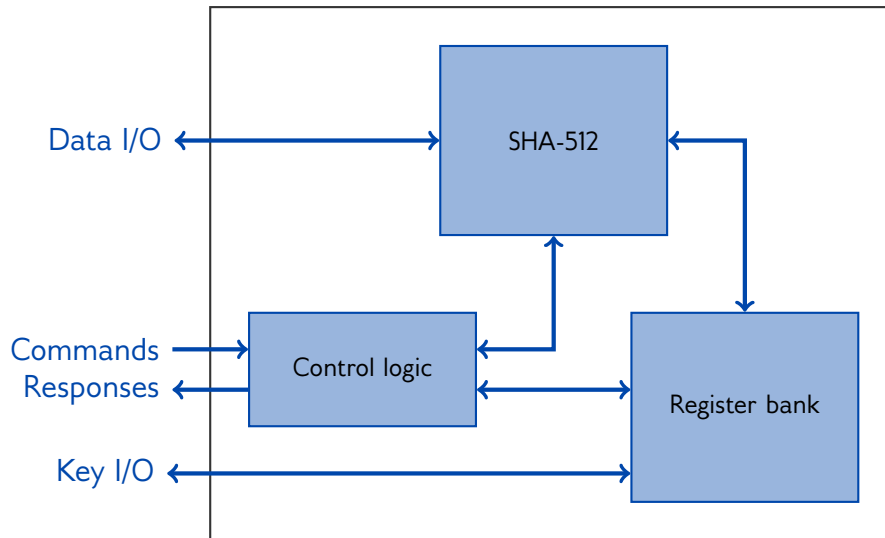 SHA-512
Data I/O
Commands
Responses
Control logic
Register bank
Key I/O